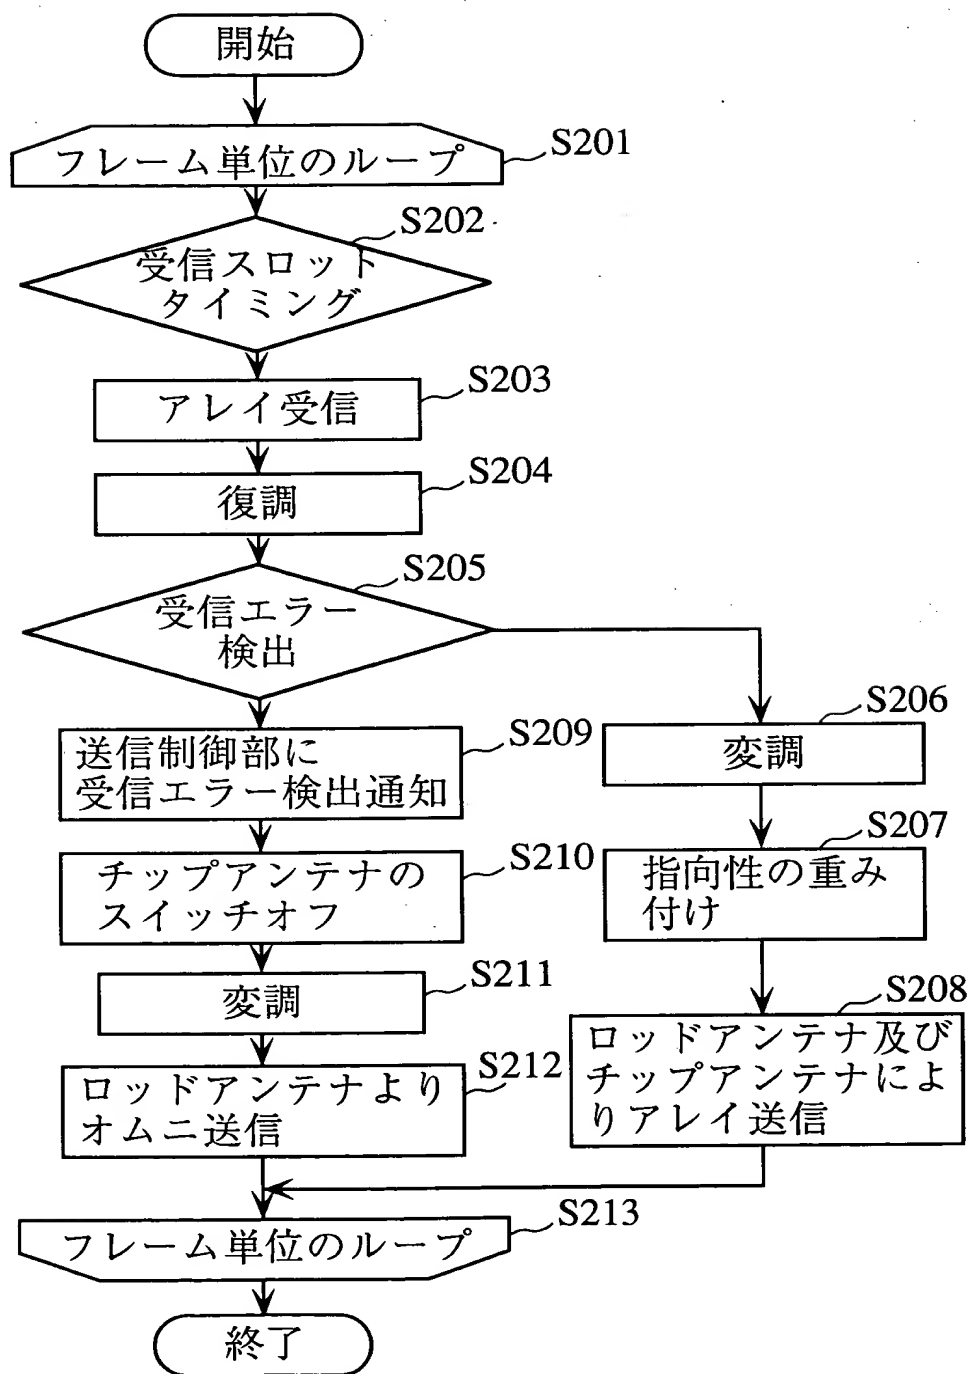 開始
フレーム単位のループ
S201
S202
受信スロット
タイミング
S203
アレイ受信
S204
復調
S205
受信エラー
検出
S209
送信制御部に
受信エラー検出通知
S210
チップアンテナの
スイッチオフ
S211
変調
S212
ロッドアンテナより
オムニ送信
S206
変調
S207
指向性の重み
付け
S208
ロッドアンテナ及び
チップアンテナによ
りアレイ送信
S213
フレーム単位のループ
終了